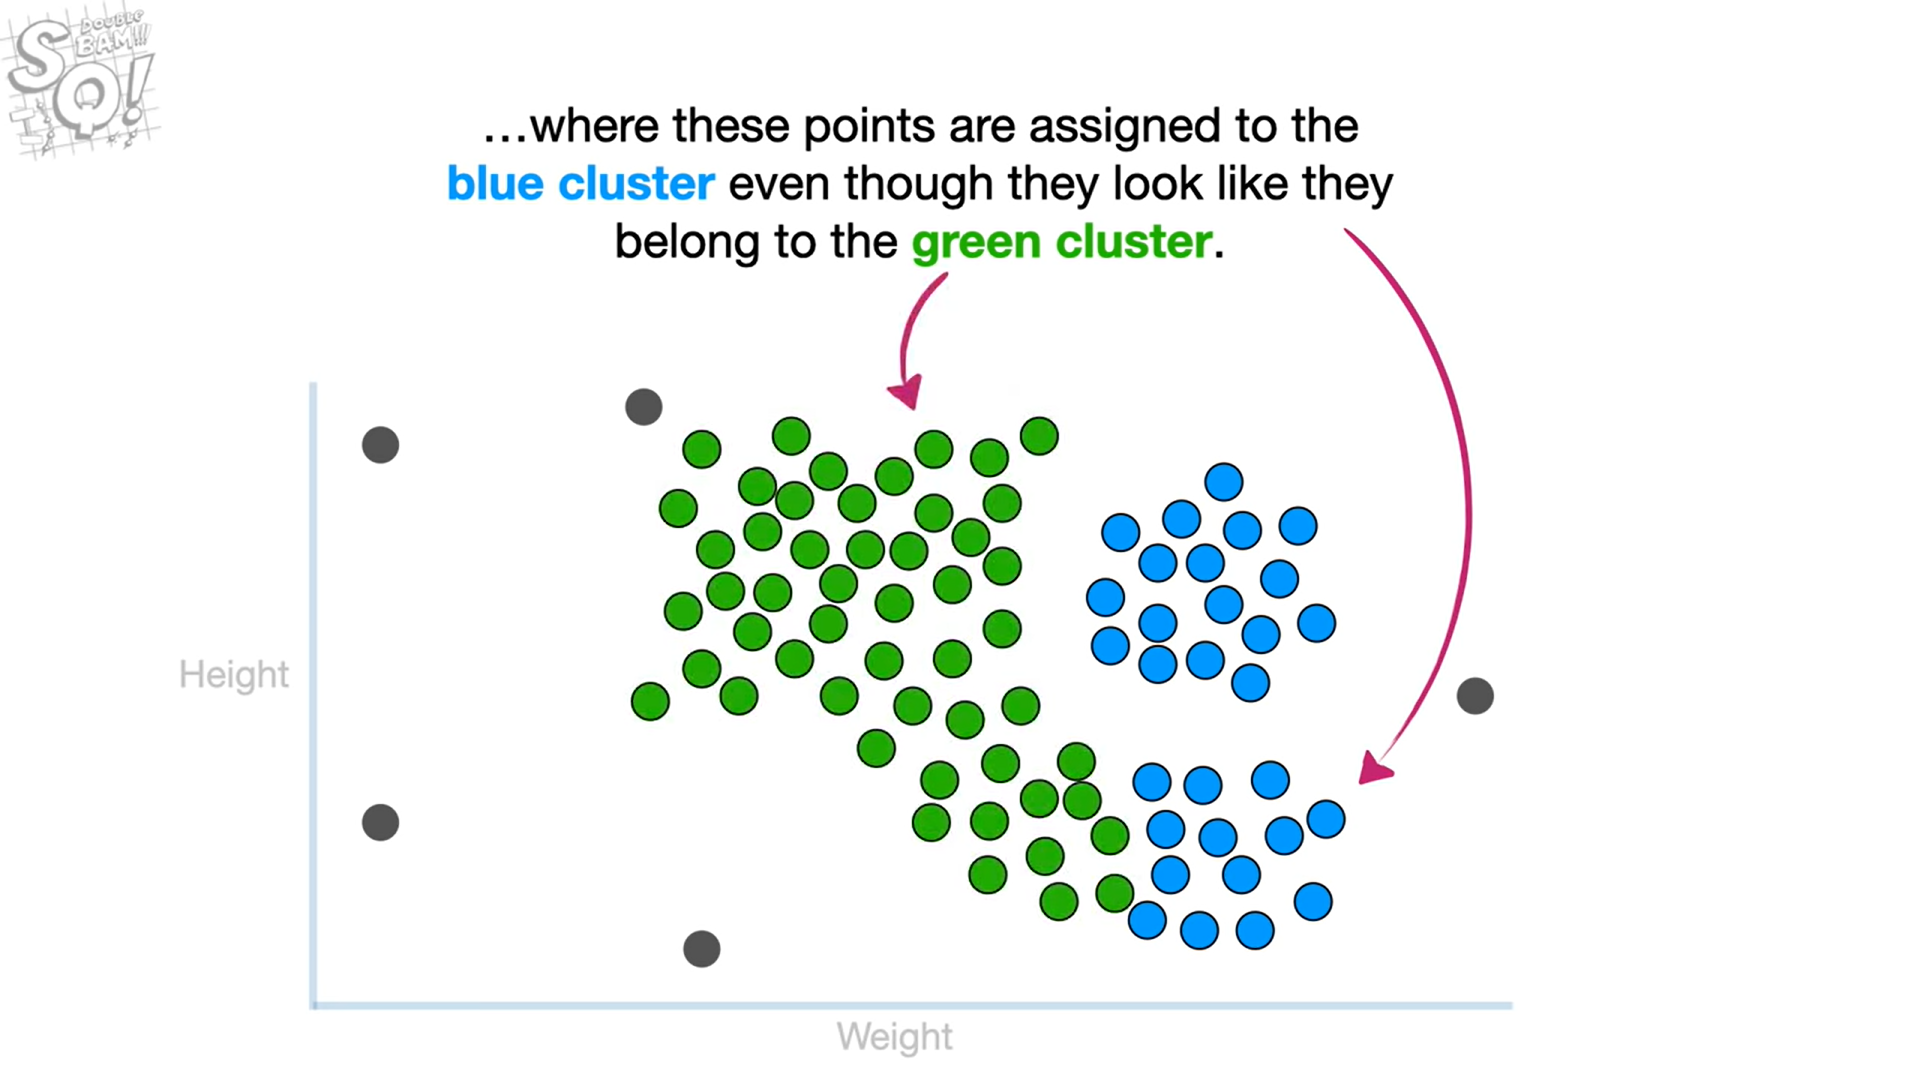 DOUBLE
BAM!!!
SQ!
...where these points are assigned to the
blue cluster even though they look like they
belong to the green cluster.
Height
Weight